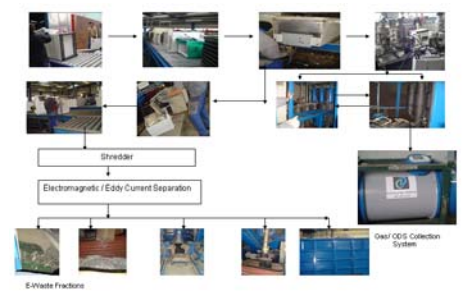 Shredder
Electromagnetic / Eddy Current Separation
Gas/ ODS Collection
System
E-Waste Fractions